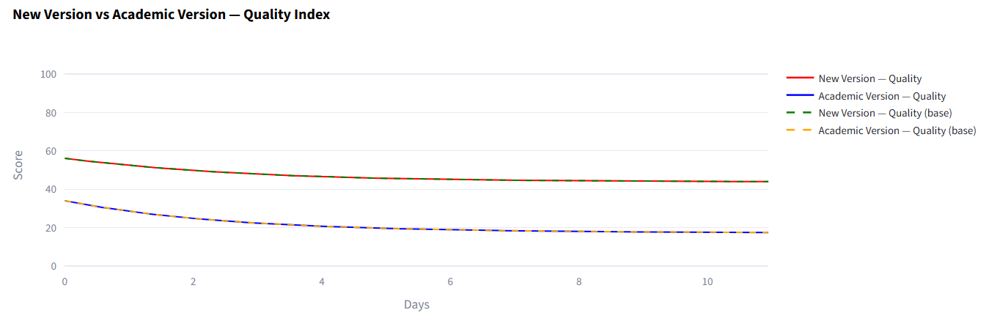 New Version vs Academic Version — Quality Index
100
80
60
40
20
0
Score
0 2 4 6 8 10
Days
New Version — Quality
Academic Version — Quality
New Version — Quality (base)
Academic Version — Quality (base)